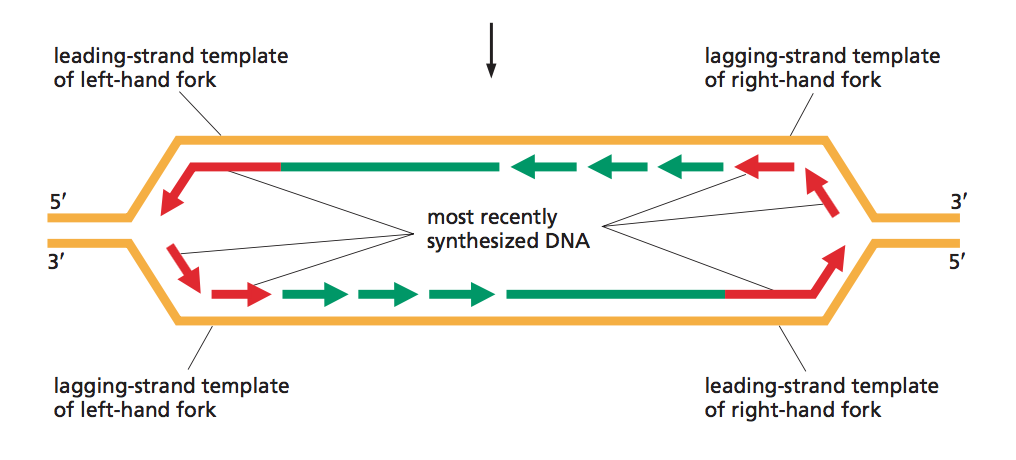 leading-strand template
of left-hand fork
lagging-strand template
of right-hand fork
5′
3′
most recently
synthesized DNA
3′
5′
lagging-strand template
of left-hand fork
leading-strand template
of right-hand fork